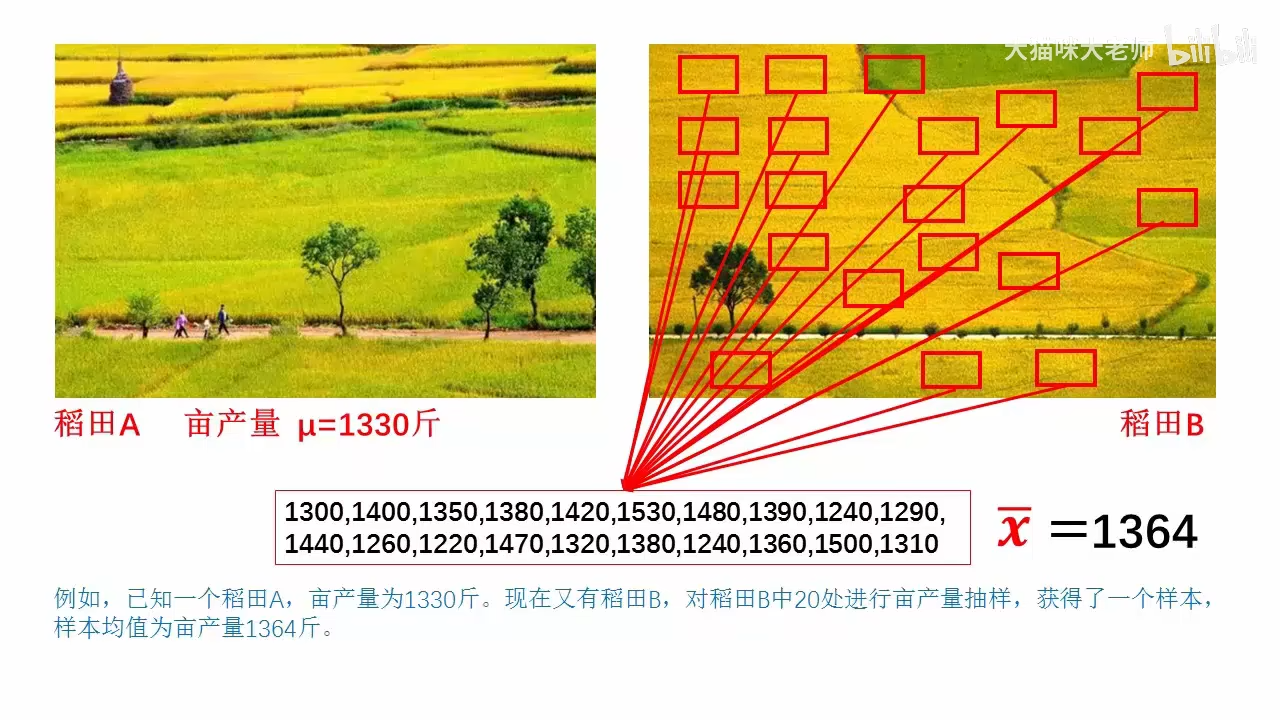 大猫咪大老师 bilibili
稻田A 亩产量 μ=1330斤
稻田B
1300,1400,1350,1380,1420,1530,1480,1390,1240,1290,
1440,1260,1220,1470,1320,1380,1240,1360,1500,1310
x̄ =1364
例如，已知一个稻田A，亩产量为1330斤。现在又有稻田B，对稻田B中20处进行亩产量抽样，获得了一个样本，
样本均值为亩产量1364斤。